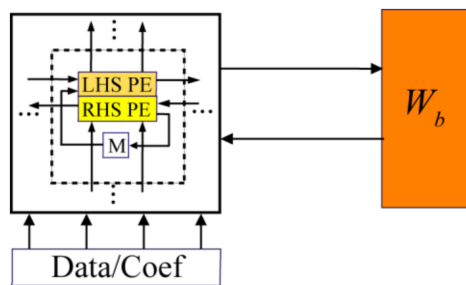 LHS PE
RHS PE
M
W_b
Data/Coef